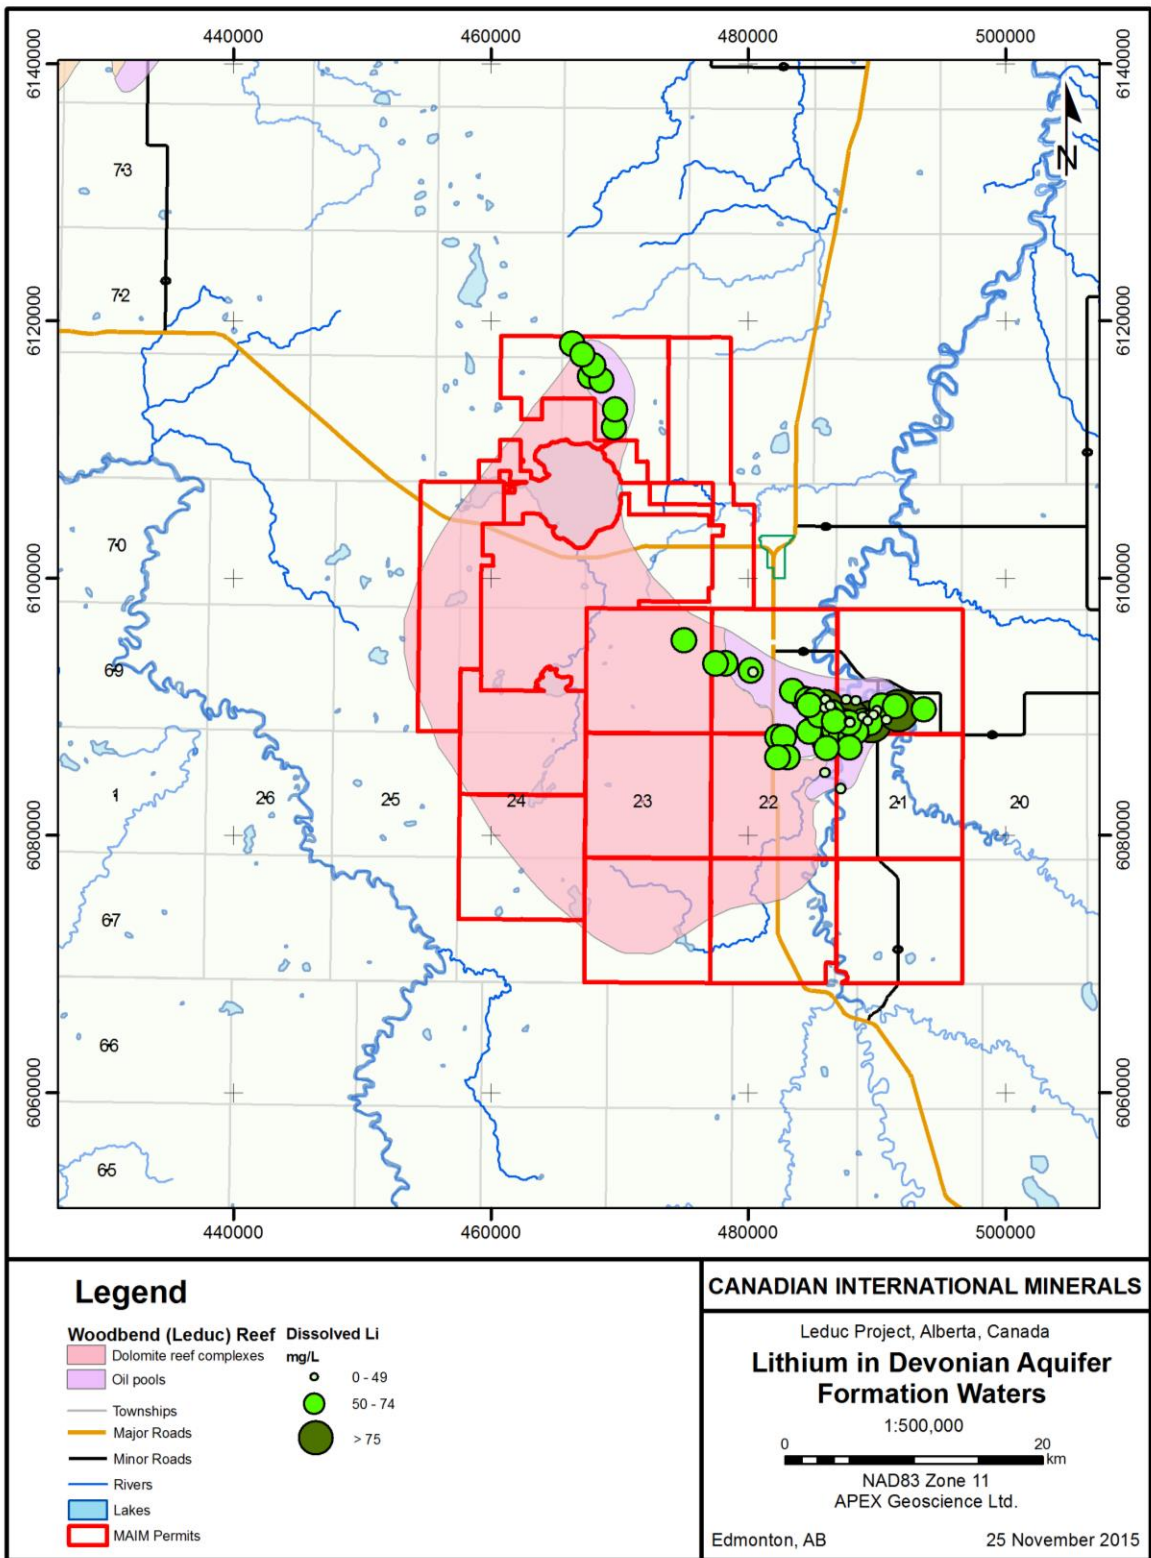 440000 460000 480000 500000
6140000 6140000
N
73
72
6120000 6120000
70
6100000 6100000
69
1 26 25 24 23 22 21 20
6080000 6080000
67
66
6060000 6060000
65
440000 460000 480000 500000
Legend
Woodbend (Leduc) Reef
Dolomite reef complexes
Oil pools
Townships
Major Roads
Minor Roads
Rivers
Lakes
MAIM Permits
Dissolved Li
mg/L
0 - 49
50 - 74
> 75
CANADIAN INTERNATIONAL MINERALS
Leduc Project, Alberta, Canada
Lithium in Devonian Aquifer
Formation Waters
1:500,000
0 20
km
NAD83 Zone 11
APEX Geoscience Ltd.
Edmonton, AB 25 November 2015